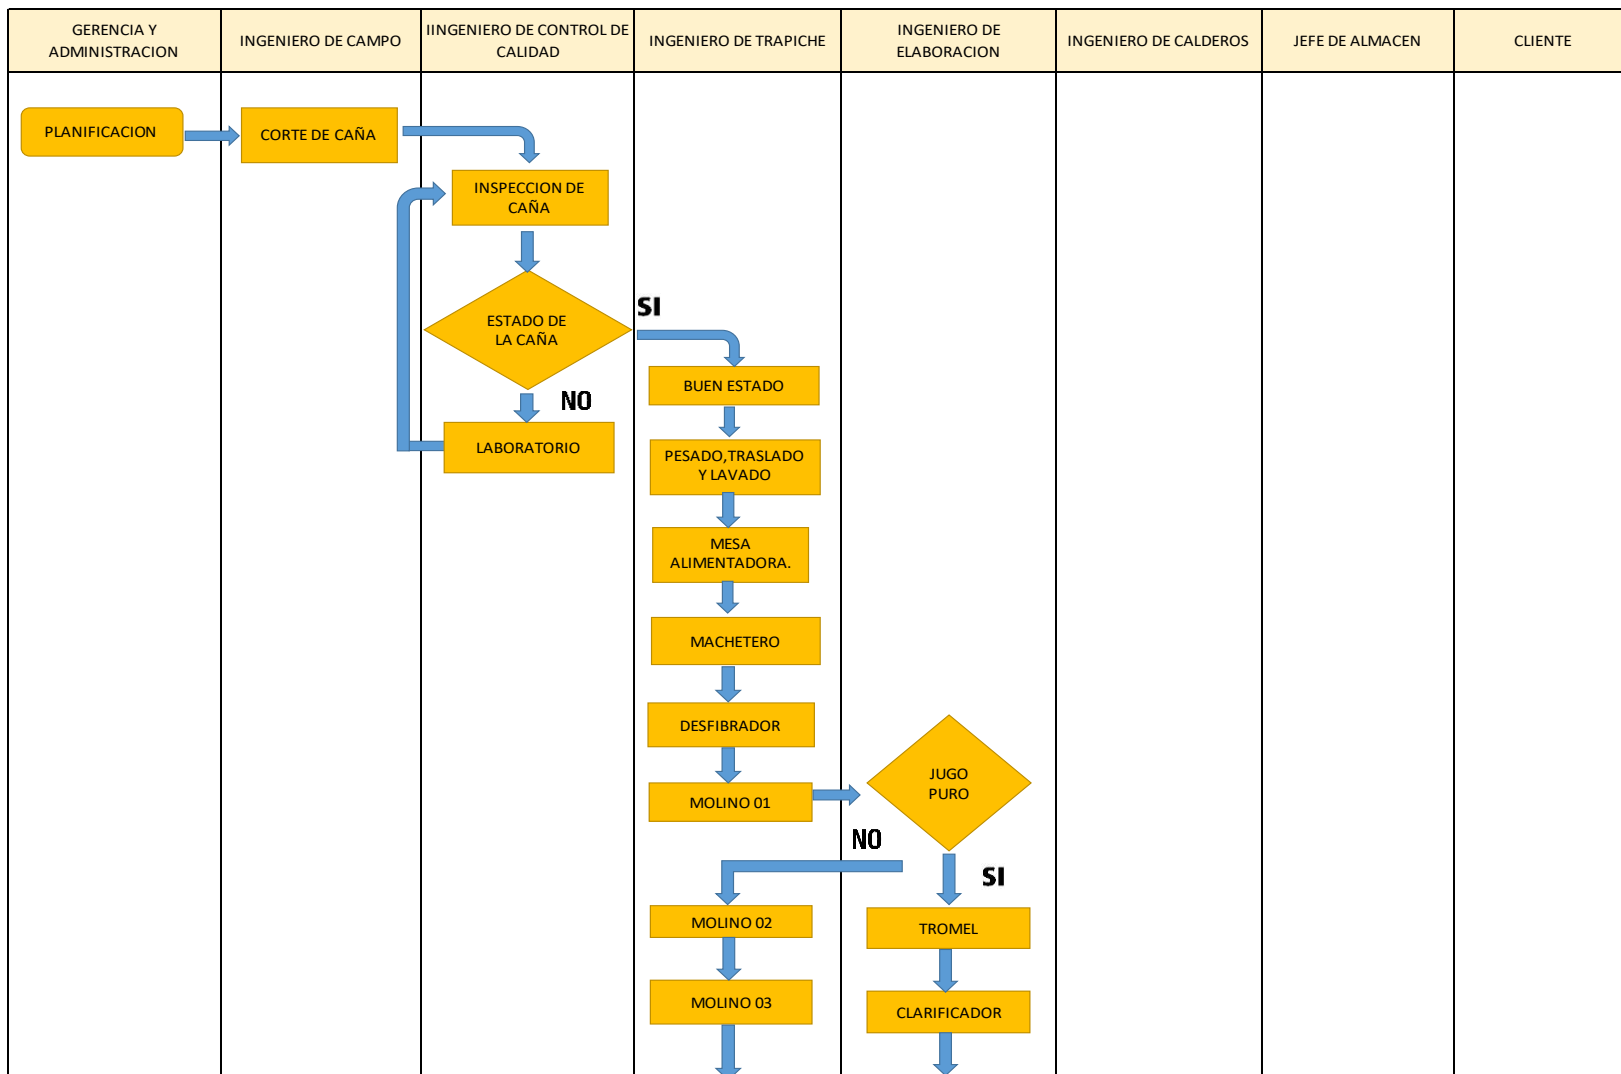 GERENCIA Y
ADMINISTRACION
INGENIERO DE CAMPO
IINGENIERO DE CONTROL DE
CALIDAD
INGENIERO DE TRAPICHE
INGENIERO DE
ELABORACION
INGENIERO DE CALDEROS
JEFE DE ALMACEN
CLIENTE
PLANIFICACION
CORTE DE CAÑA
INSPECCION DE
CAÑA
ESTADO DE
LA CAÑA
SI
NO
LABORATORIO
BUEN ESTADO
PESADO,TRASLADO
Y LAVADO
MESA
ALIMENTADORA.
MACHETERO
DESFIBRADOR
MOLINO 01
JUGO
PURO
NO
SI
MOLINO 02
TROMEL
MOLINO 03
CLARIFICADOR